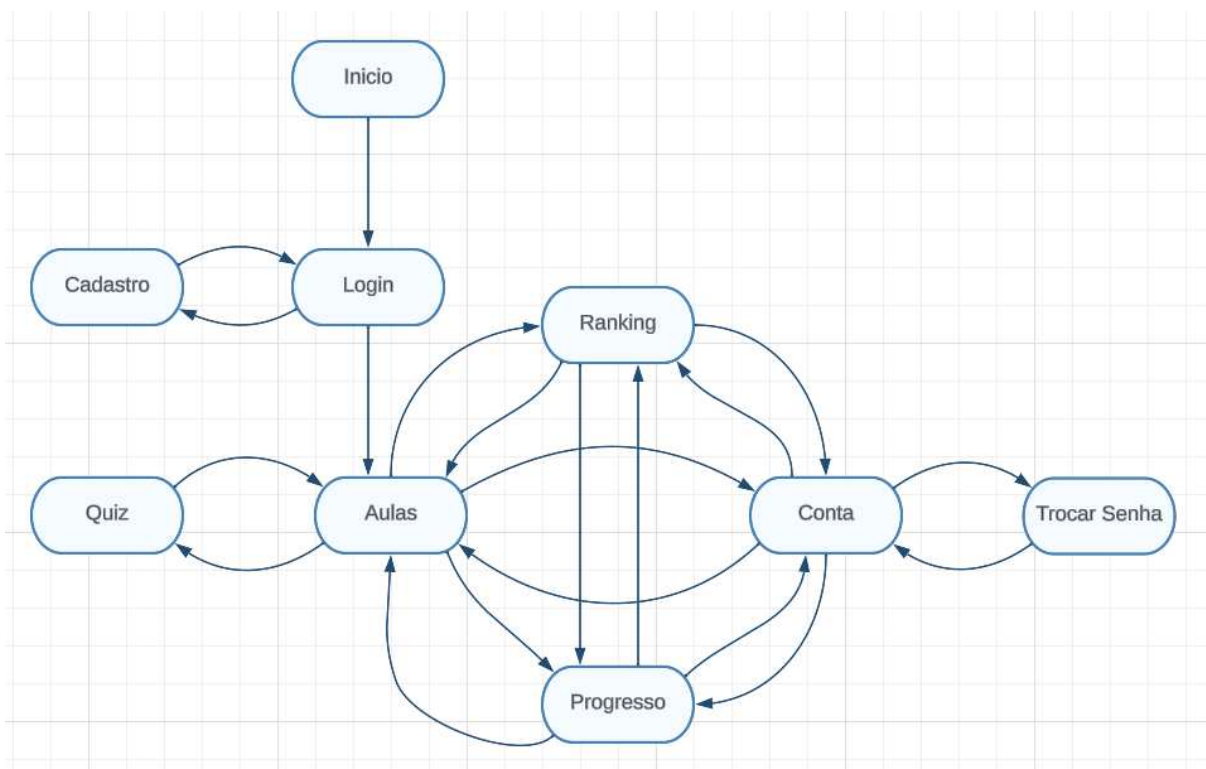 Inicio
Cadastro
Login
Ranking
Quiz
Aulas
Conta
Trocar Senha
Progresso